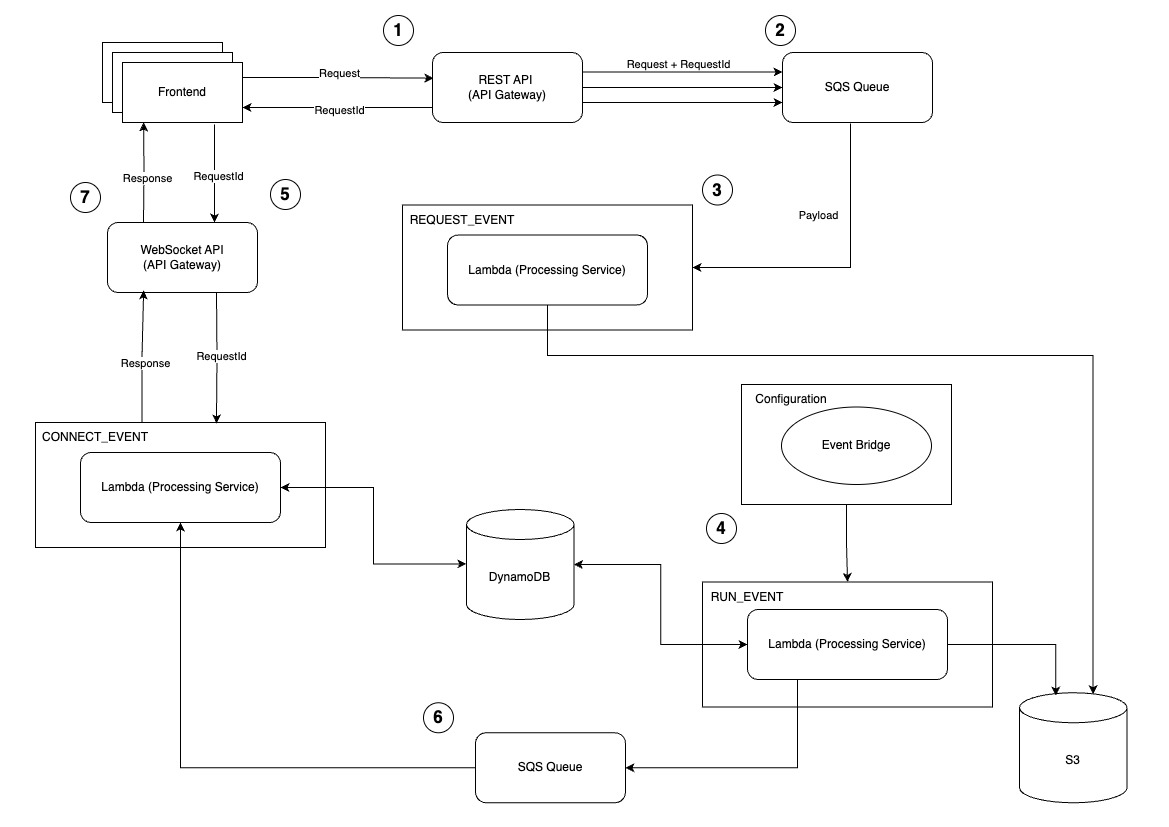 1
2
Frontend
Request
RequestId
REST API
(API Gateway)
Request + RequestId
SQS Queue
7
Response
RequestId
5
3
Payload
REQUEST_EVENT
Lambda (Processing Service)
WebSocket API
(API Gateway)
Response
RequestId
Configuration
Event Bridge
CONNECT_EVENT
Lambda (Processing Service)
4
DynamoDB
RUN_EVENT
Lambda (Processing Service)
6
SQS Queue
S3